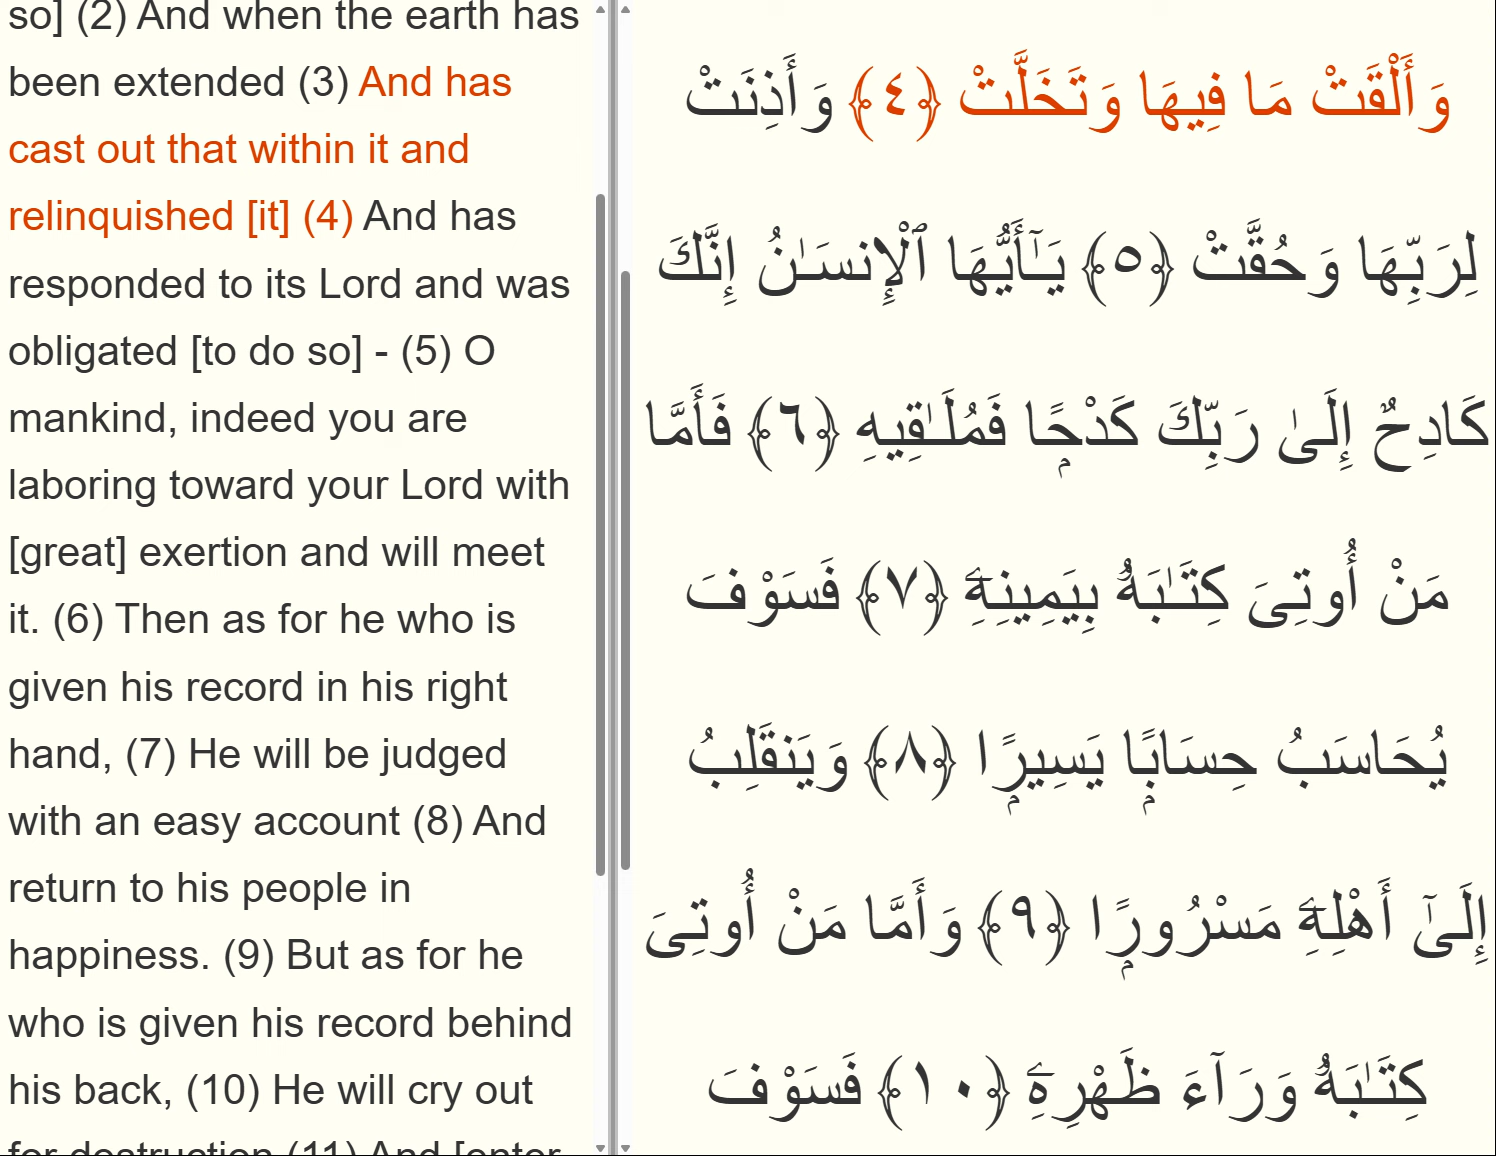 so] (2) And when the earth has
been extended (3) And has
cast out that within it and
relinquished [it] (4) And has
responded to its Lord and was
obligated [to do so] - (5) O
mankind, indeed you are
laboring toward your Lord with
[great] exertion and will meet
it. (6) Then as for he who is
given his record in his right
hand, (7) He will be judged
with an easy account (8) And
return to his people in
happiness. (9) But as for he
who is given his record behind
his back, (10) He will cry out
for destruction (11) And [enter
وَأَلْقَتْ مَا فِيهَا وَتَخَلَّتْ ﴿٤﴾ وَأَذِنَتْ
لِرَبِّهَا وَحُقَّتْ ﴿٥﴾ يَـٰٓأَيُّهَا ٱلْإِنسَـٰنُ إِنَّكَ
كَادِحٌ إِلَىٰ رَبِّكَ كَدْحًۭا فَمُلَـٰقِيهِ ﴿٦﴾ فَأَمَّا
مَنْ أُوتِىَ كِتَـٰبَهُۥ بِيَمِينِهِۦ ﴿٧﴾ فَسَوْفَ
يُحَاسَبُ حِسَابًۭا يَسِيرًۭا ﴿٨﴾ وَيَنقَلِبُ
إِلَىٰٓ أَهْلِهِۦ مَسْرُورًۭا ﴿٩﴾ وَأَمَّا مَنْ أُوتِىَ
كِتَـٰبَهُۥ وَرَآءَ ظَهْرِهِۦ ﴿١٠﴾ فَسَوْفَ